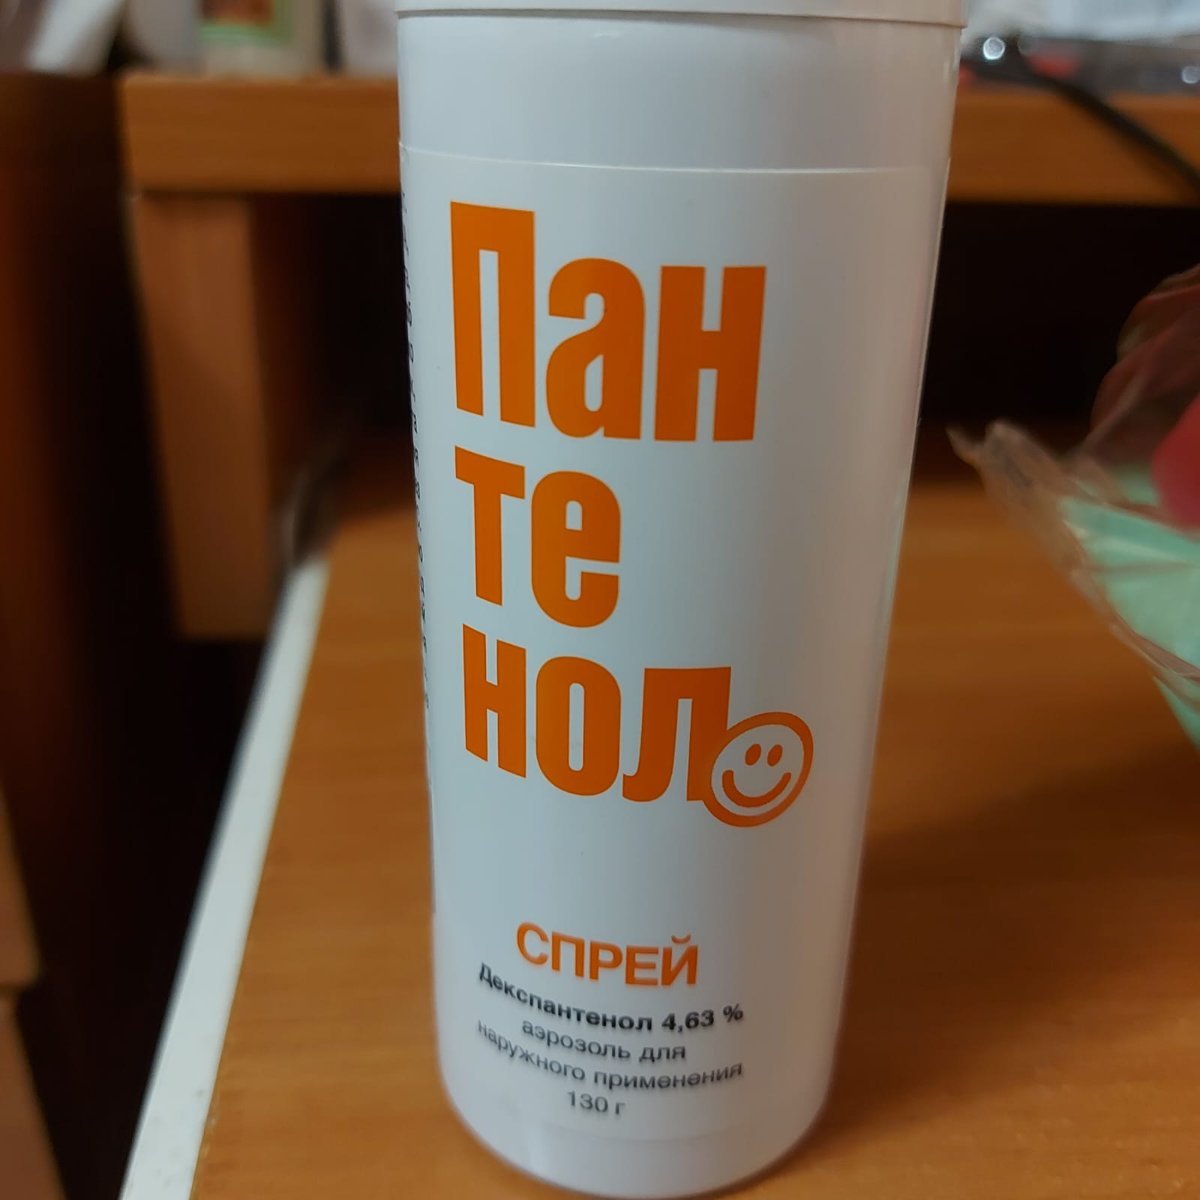 Пан
те
нол
СПРЕЙ
Декспантенол 4,63 %
аэрозоль для
наружного применения
130 г